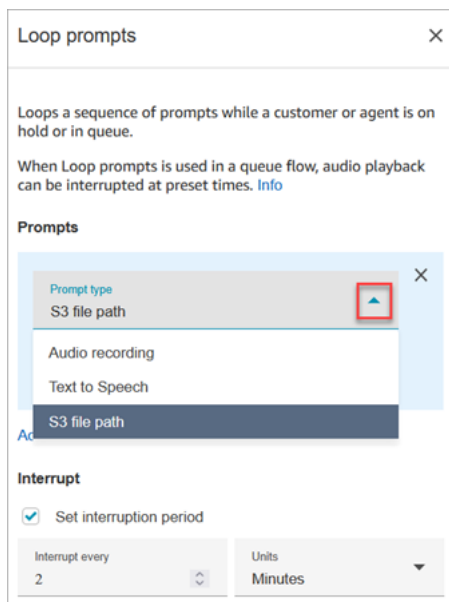 Loop prompts
Loops a sequence of prompts while a customer or agent is on
hold or in queue.
When Loop prompts is used in a queue flow, audio playback
can be interrupted at preset times. Info
Prompts
Prompt type
S3 file path
Audio recording
Text to Speech
S3 file path
Interrupt
Set interruption period
Interrupt every
2
Units
Minutes